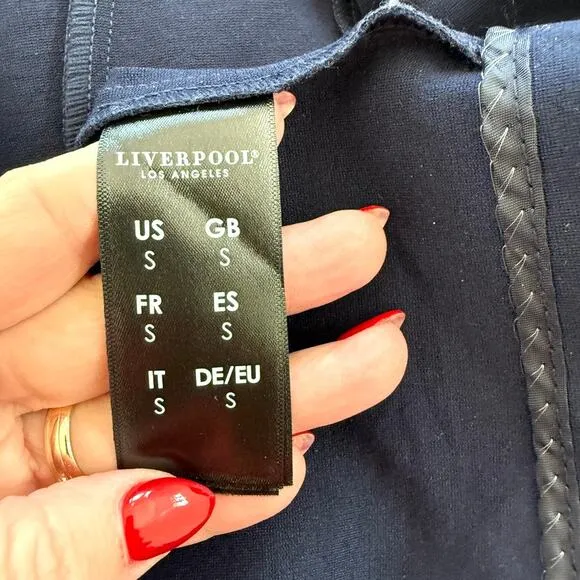 LIVERPOOL®
LOS ANGELES
US GB
S S
FR ES
S S
IT DE/EU
S S